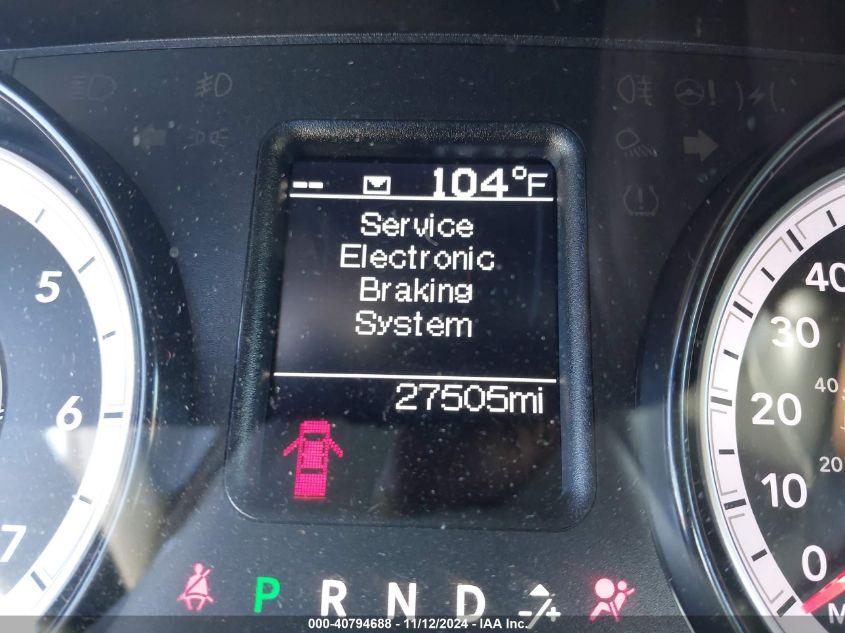 -- 104°F
Service
Electronic
Braking
System
27505mi
5
6
7
40
30
20
10
0
40
20
P R N D -/+
000-40794688 - 11/12/2024 - IAA Inc.